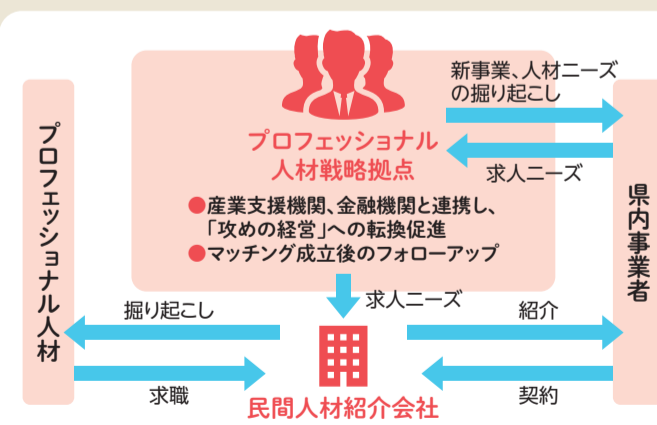 新事業、人材ニーズ
の掘り起こし
プロフェッショナル
人材戦略拠点
求人ニーズ
●産業支援機関、金融機関と連携し、
「攻めの経営」への転換促進
●マッチング成立後のフォローアップ
プロフェッショナル人材
県内事業者
求人ニーズ
掘り起こし
紹介
求職
契約
民間人材紹介会社